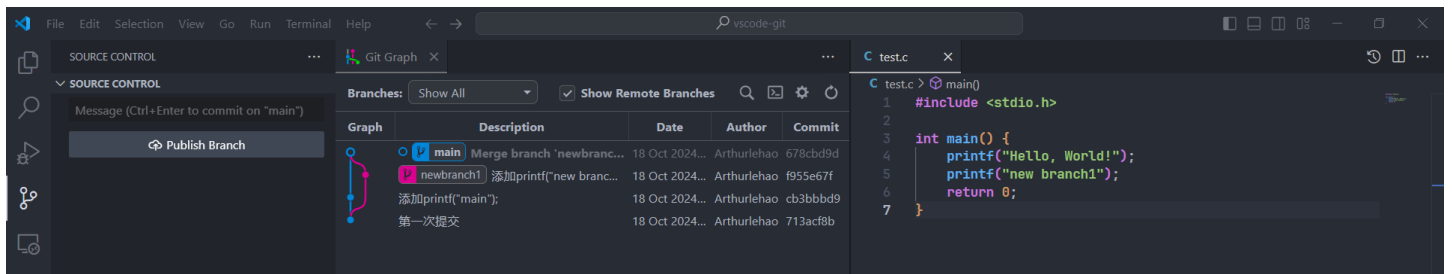 File Edit Selection View Go Run Terminal Help
vscode-git
SOURCE CONTROL
SOURCE CONTROL
Message (Ctrl+Enter to commit on "main")
Publish Branch
Git Graph
Branches: Show All Show Remote Branches
Graph Description Date Author Commit
main Merge branch 'newbranc... 18 Oct 2024... Arthurlehao 678cbd9d
newbranch1 添加printf("new branc... 18 Oct 2024... Arthurlehao f955e67f
添加printf("main"); 18 Oct 2024... Arthurlehao cb3bbbd9
第一次提交 18 Oct 2024... Arthurlehao 713acf8b
C test.c
C test.c > main()
1 #include <stdio.h>
2
3 int main() {
4 printf("Hello, World!");
5 printf("new branch1");
6 return 0;
7 }